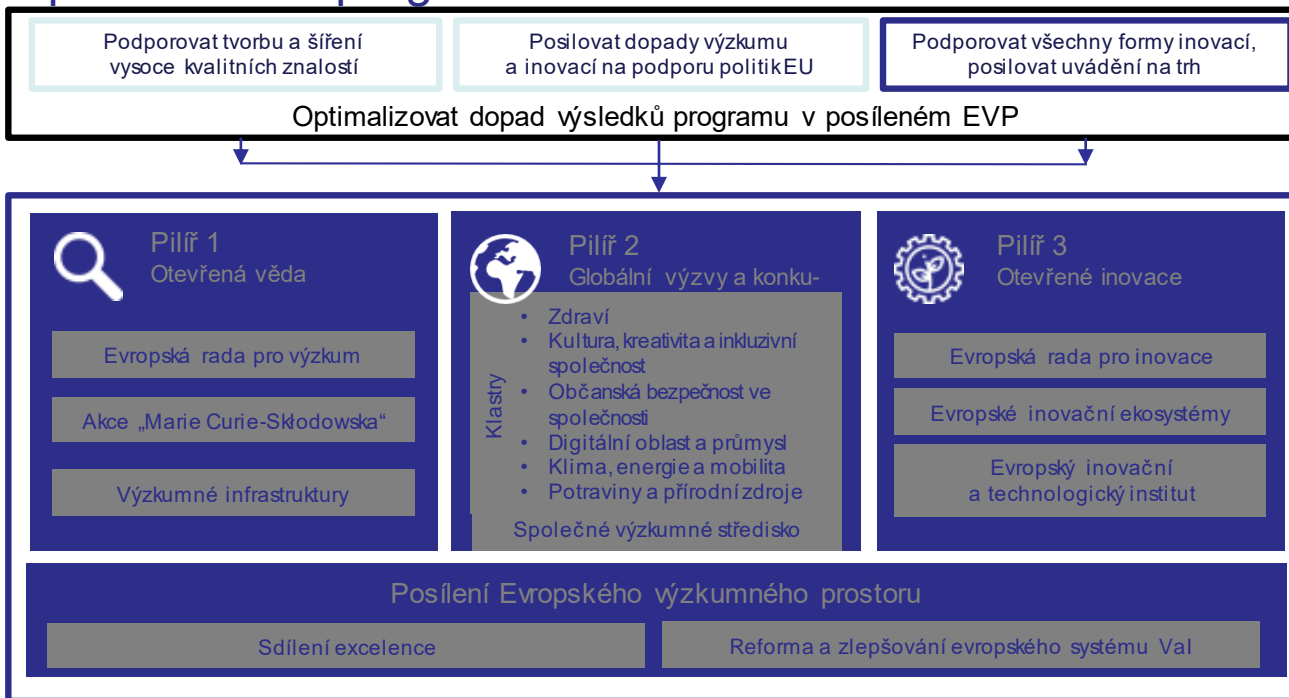 Podporovat tvorbu a šíření
vysoce kvalitních znalostí
Posilovat dopady výzkumu
a inovací na podporu politik EU
Podporovat všechny formy inovací,
posilovat uvádění na trh
Optimalizovat dopad výsledků programu v posíleném EVP
Pilíř 1
Otevřená věda
Evropská rada pro výzkum
Akce „Marie Curie-Skłodowska“
Výzkumné infrastruktury
Pilíř 2
Globální výzvy a konku-
Klastry
• Zdraví
• Kultura, kreativita a inkluzivní
společnost
• Občanská bezpečnost ve
společnosti
• Digitální oblast a průmysl
• Klima, energie a mobilita
• Potraviny a přírodní zdroje
Společné výzkumné středisko
Pilíř 3
Otevřené inovace
Evropská rada pro inovace
Evropské inovační ekosystémy
Evropský inovační
a technologický institut
Posílení Evropského výzkumného prostoru
Sdílení excelence
Reforma a zlepšování evropského systému VaI